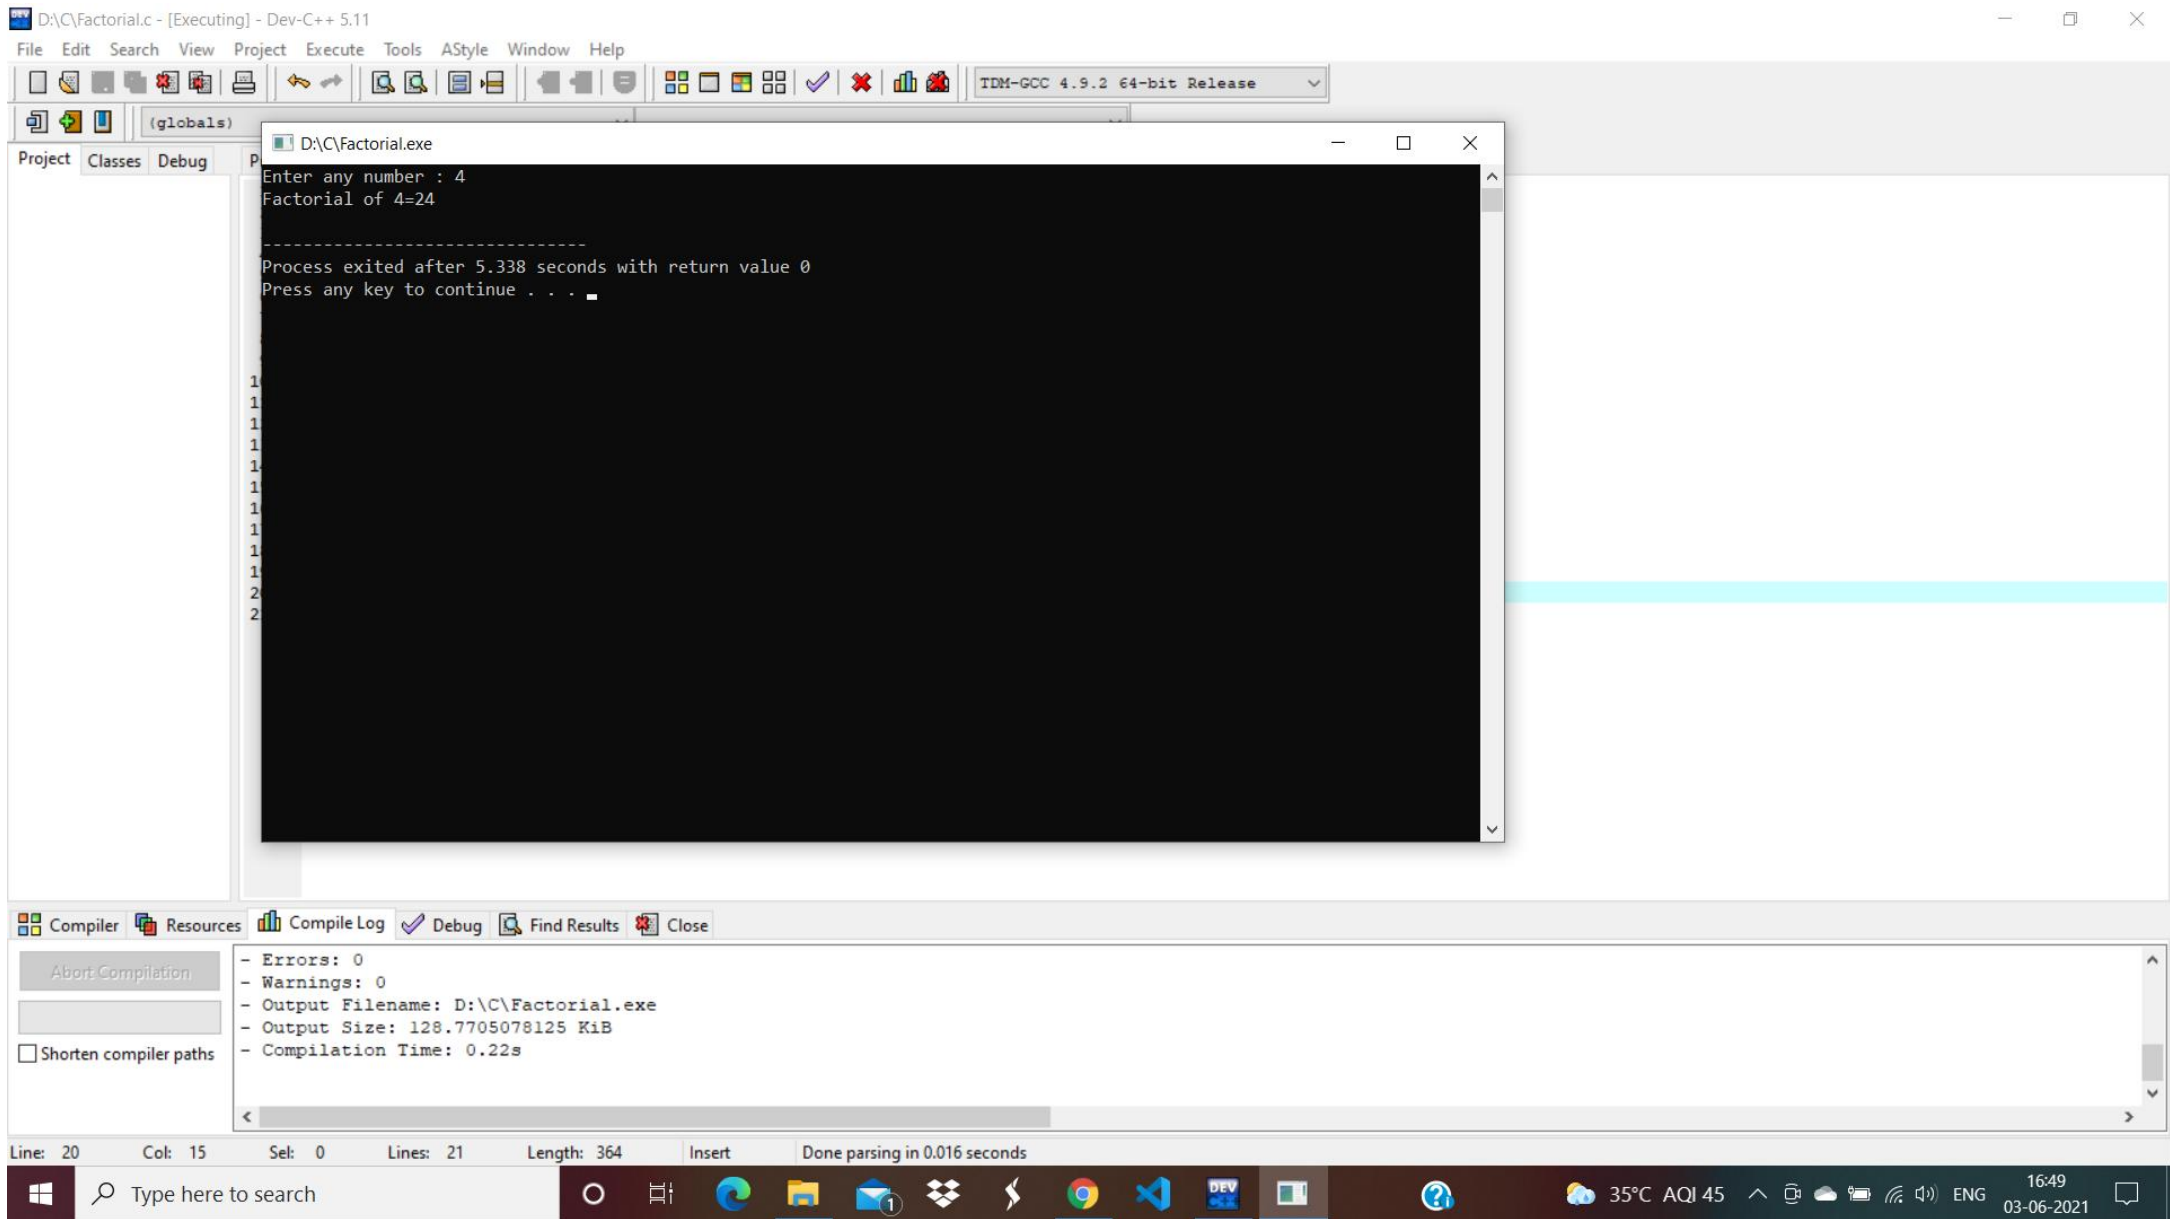 D:\C\Factorial.c - [Executing] - Dev-C++ 5.11
File Edit Search View Project Execute Tools AStyle Window Help
TDM-GCC 4.9.2 64-bit Release
(globals)
D:\C\Factorial.exe
Project Classes Debug
Enter any number : 4
Factorial of 4=24
--------------------------------
Process exited after 5.338 seconds with return value 0
Press any key to continue . . .
Compiler Resources Compile Log Debug Find Results Close
Abort Compilation
Shorten compiler paths
- Errors: 0
- Warnings: 0
- Output Filename: D:\C\Factorial.exe
- Output Size: 128.7705078125 KiB
- Compilation Time: 0.22s
Line: 20 Col: 15 Sel: 0 Lines: 21 Length: 364 Insert Done parsing in 0.016 seconds
Type here to search
1
DEV
35°C AQI 45
ENG
16:49
03-06-2021